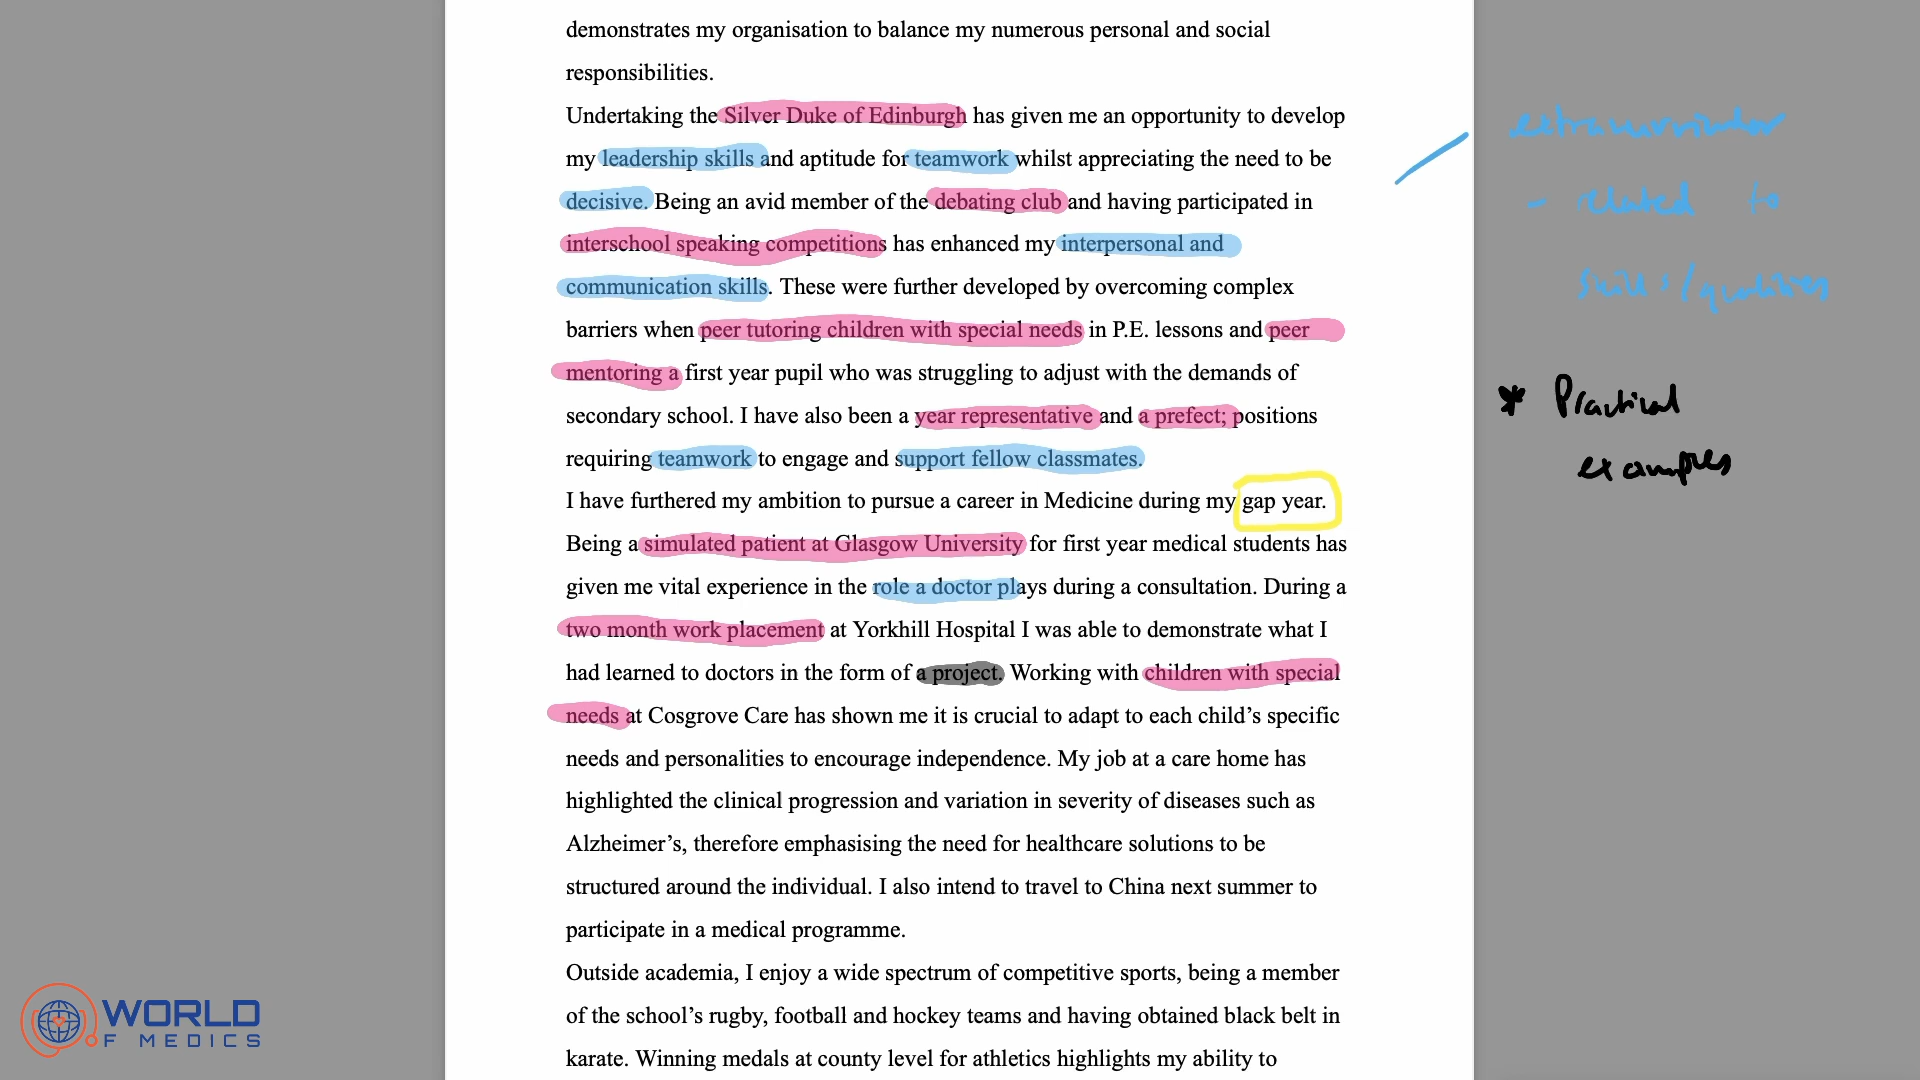 demonstrates my organisation to balance my numerous personal and social
responsibilities.
Undertaking the Silver Duke of Edinburgh has given me an opportunity to develop
my leadership skills and aptitude for teamwork whilst appreciating the need to be
decisive. Being an avid member of the debating club and having participated in
interschool speaking competitions has enhanced my interpersonal and
communication skills. These were further developed by overcoming complex
barriers when peer tutoring children with special needs in P.E. lessons and peer
mentoring a first year pupil who was struggling to adjust with the demands of
secondary school. I have also been a year representative and a prefect; positions
requiring teamwork to engage and support fellow classmates.
I have furthered my ambition to pursue a career in Medicine during my gap year.
Being a simulated patient at Glasgow University for first year medical students has
given me vital experience in the role a doctor plays during a consultation. During a
two month work placement at Yorkhill Hospital I was able to demonstrate what I
had learned to doctors in the form of a project. Working with children with special
needs at Cosgrove Care has shown me it is crucial to adapt to each child’s specific
needs and personalities to encourage independence. My job at a care home has
highlighted the clinical progression and variation in severity of diseases such as
Alzheimer’s, therefore emphasising the need for healthcare solutions to be
structured around the individual. I also intend to travel to China next summer to
participate in a medical programme.
Outside academia, I enjoy a wide spectrum of competitive sports, being a member
of the school’s rugby, football and hockey teams and having obtained black belt in
karate. Winning medals at county level for athletics highlights my ability to
- related to
skills/qualities
* Practical
examples
WORLD
OF MEDICS